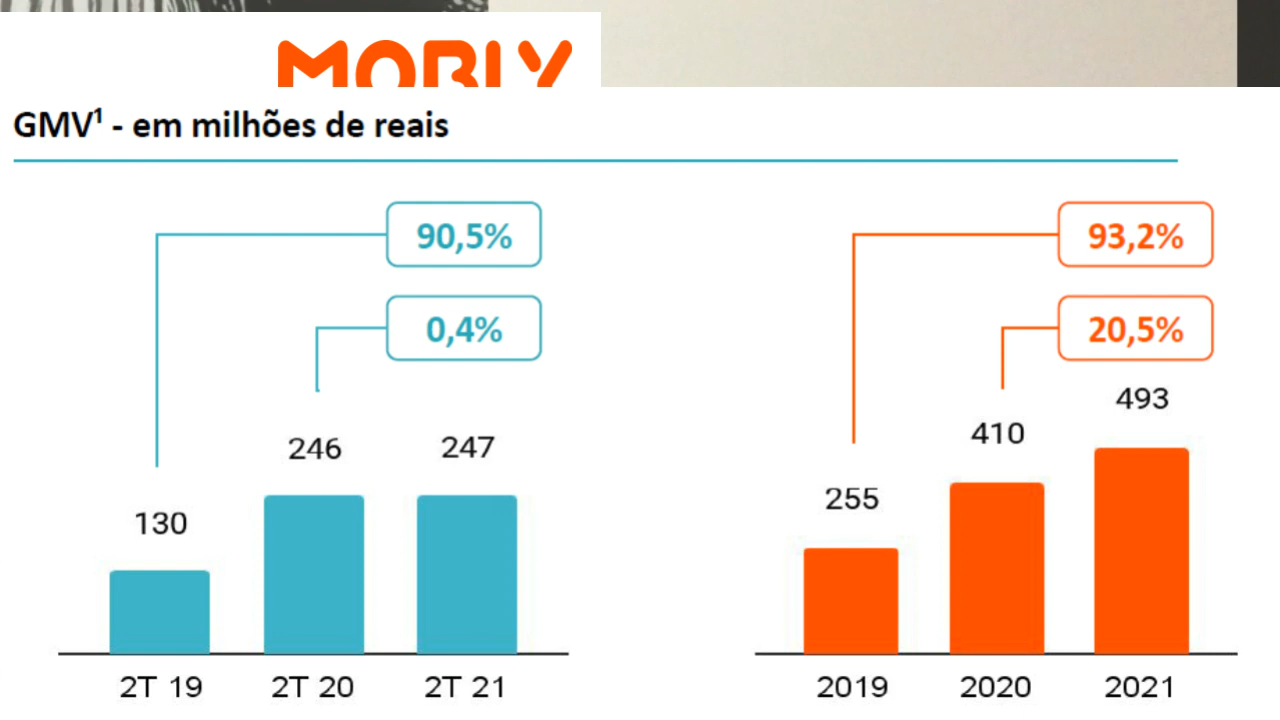 MOBLY
GMV¹ - em milhões de reais
90,5%
0,4%
130
246
247
2T 19
2T 20
2T 21
93,2%
20,5%
255
410
493
2019
2020
2021